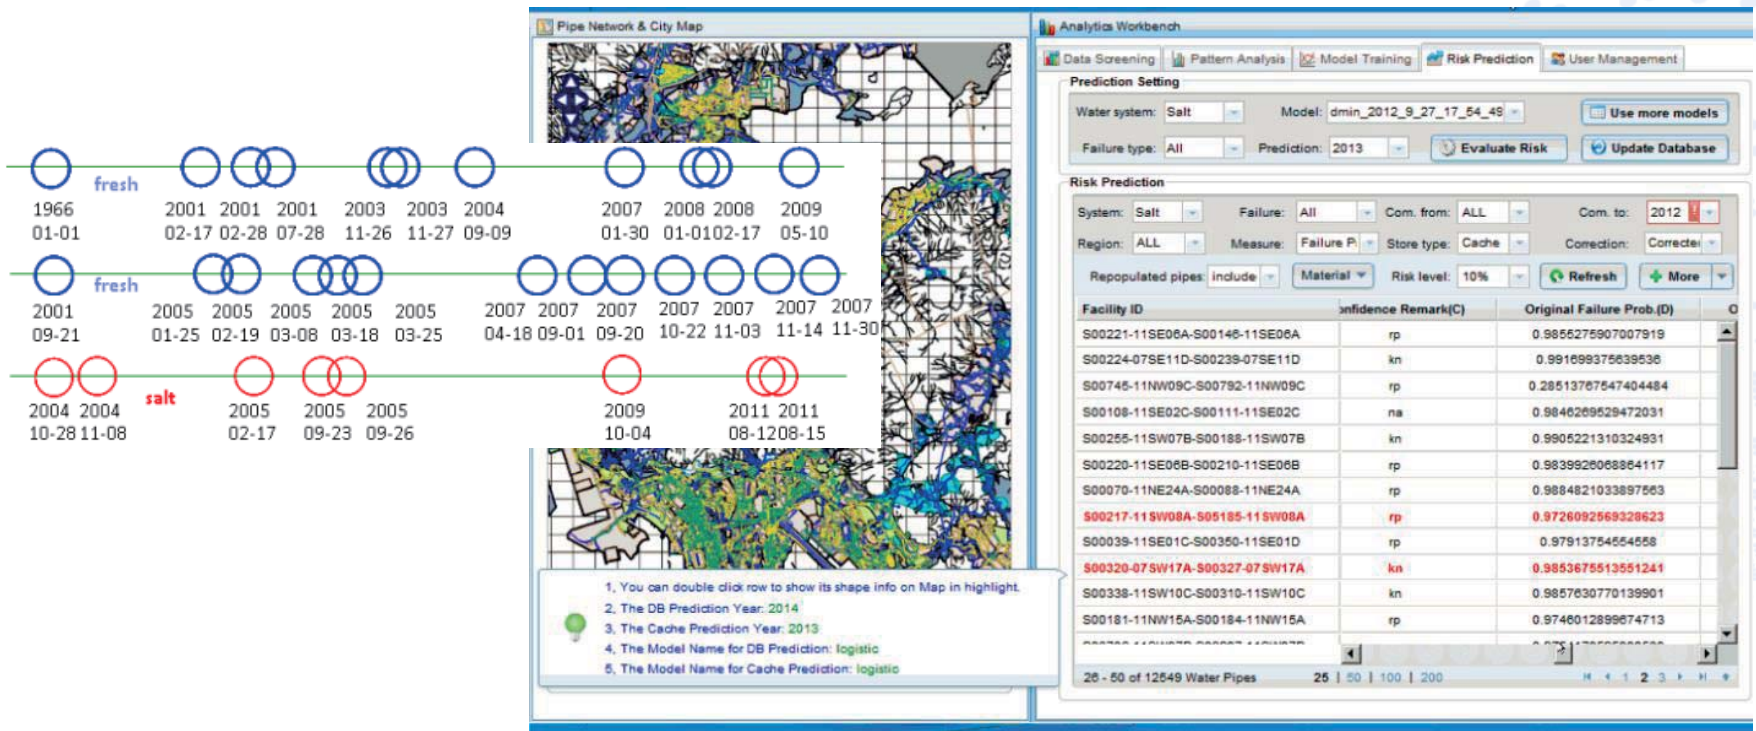 Pipe Network & City Map
Analytics Workbench
Data Screening Pattern Analysis Model Training Risk Prediction User Management
Prediction Setting
Water system: Salt Model: dmin_2012_9_27_17_54_49 Use more models
Failure type: All Prediction: 2013 Evaluate Risk Update Database
Risk Prediction
System: Salt Failure: All Com. from: ALL Com. to: 2012
Region: ALL Measure: Failure P Store type: Cache Correction: Correcte
Repopulated pipes: include Material Risk level: 10% Refresh More
Facility ID onfidence Remark(C) Original Failure Prob.(D) O
S00221-11SE06A-S00146-11SE06A rp 0.9855275907007919
S00224-07SE11D-S00239-07SE11D kn 0.991699375639536
S00745-11NW09C-S00792-11NW09C rp 0.28513767547404484
S00108-11SE02C-S00111-11SE02C na 0.9846269529472031
S00255-11SW07B-S00188-11SW07B kn 0.9905221310324931
S00220-11SE06B-S00210-11SE06B rp 0.9839926068864117
S00070-11NE24A-S00088-11NE24A rp 0.9884821033897563
S00217-11SW08A-S05185-11SW08A rp 0.9726092569328623
S00039-11SE01C-S00350-11SE01D rp 0.97913754554558
S00320-07SW17A-S00327-07SW17A kn 0.9853675513551241
S00338-11SW10C-S00310-11SW10C kn 0.9857630770139901
S00181-11NW15A-S00184-11NW15A rp 0.9746012899674713
26 - 50 of 12649 Water Pipes 25 | 50 | 100 | 200 1 2 3
fresh
1966 2001 2001 2001 2003 2003 2004 2007 2008 2008 2009
01-01 02-17 02-28 07-28 11-26 11-27 09-09 01-30 01-01 02-17 05-10
fresh
2001 2005 2005 2005 2005 2005 2007 2007 2007 2007 2007 2007 2007
09-21 01-25 02-19 03-08 03-18 03-25 04-18 09-01 09-20 10-22 11-03 11-14 11-30
salt
2004 2004 2005 2005 2005 2009 2011 2011
10-28 11-08 02-17 09-23 09-26 10-04 08-12 08-15
1, You can double click row to show its shape info on Map in highlight.
2, The DB Prediction Year: 2014
3, The Cache Prediction Year: 2013
4, The Model Name for DB Prediction: logistic
5, The Model Name for Cache Prediction: logistic